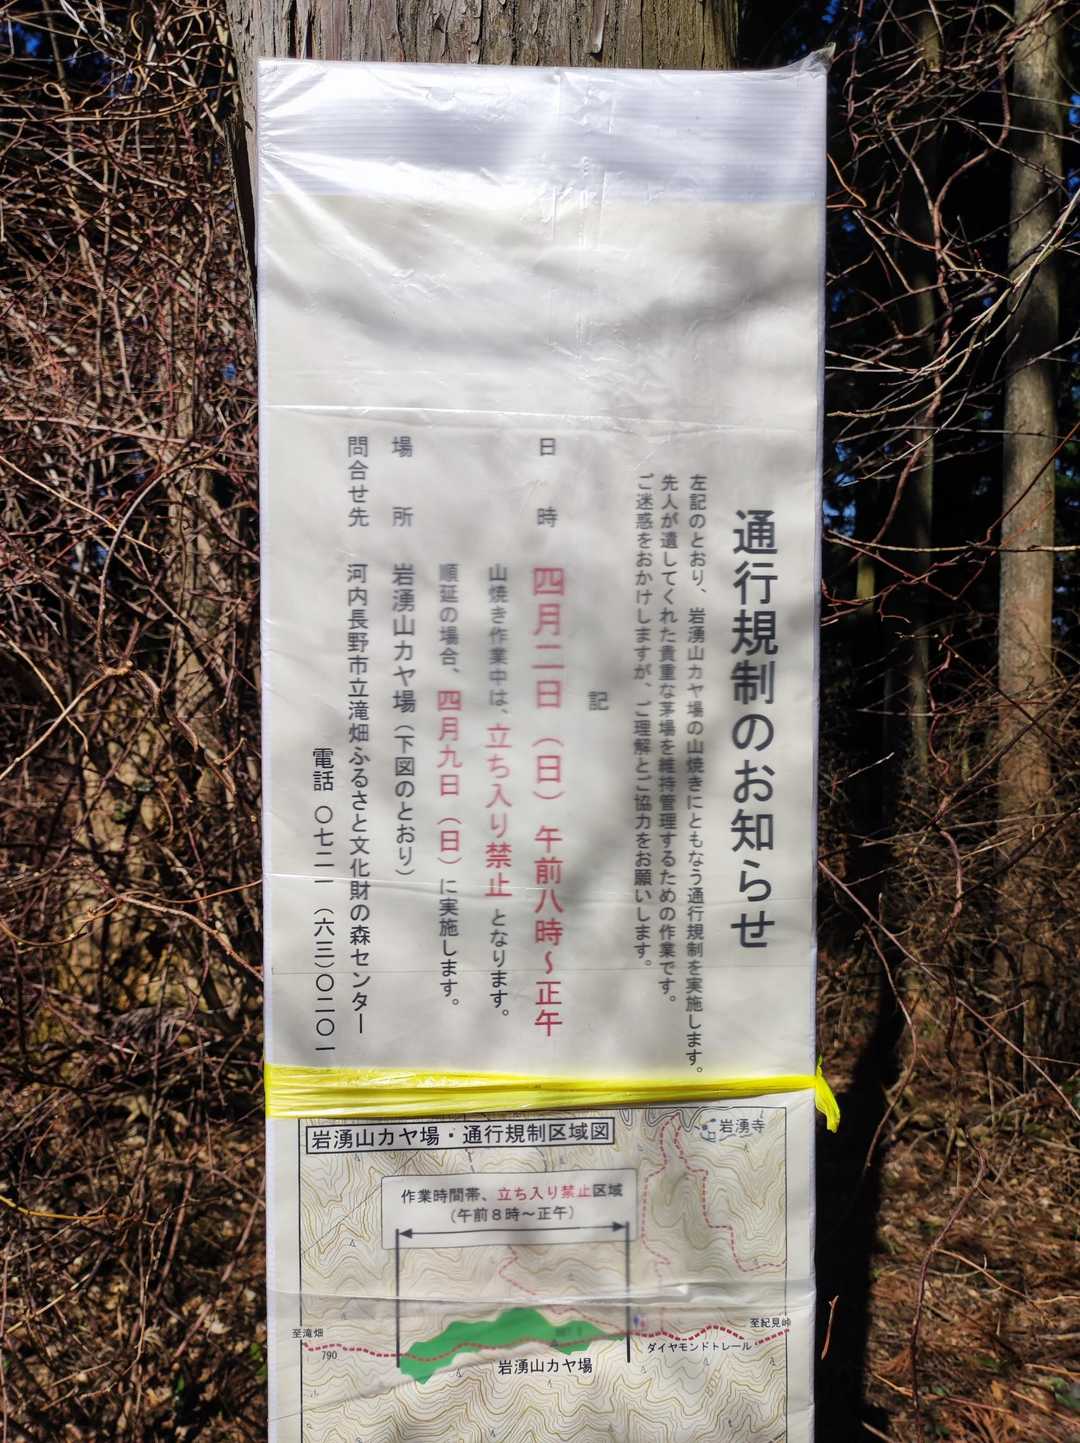 通行規制のお知らせ
左記のとおり、岩湧山カヤ場の山焼きにともなう通行規制を実施します。
先人が遺してくれた貴重な茅場を維持管理するための作業です。
ご迷惑をおかけしますが、ご理解とご協力をお願いします。
記
日時 四月二日（日）午前八時～正午
山焼き作業中は、立ち入り禁止となります。
順延の場合、四月九日（日）に実施します。
場所 岩湧山カヤ場（下図のとおり）
問合せ先 河内長野市立滝畑ふるさと文化財の森センター
電話 〇七二一（六三）〇二〇一
岩湧山カヤ場・通行規制区域図
岩湧寺
作業時間帯、立ち入り禁止区域
（午前８時～正午）
至滝畑
790
至紀見峠
ダイヤモンドトレール
岩湧山カヤ場